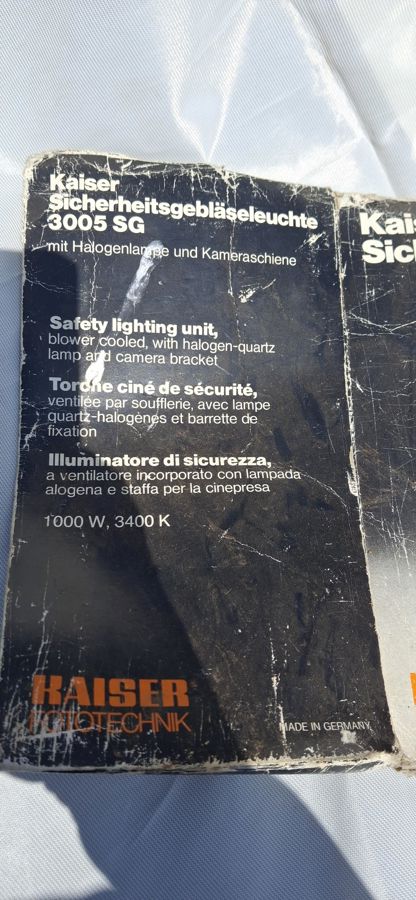 Kaiser
Sicherheitsgebläseleuchte
3005 SG
mit Halogenlampe und Kameraschiene
Safety lighting unit,
blower cooled, with halogen-quartz
lamp and camera bracket
Torche ciné de sécurité,
ventilée par soufflerie, avec lampe
quartz-halogènes et barrette de
fixation
Illuminatore di sicurezza,
a ventilatore incorporato con lampada
alogena e staffa per la cinepresa
1000 W, 3400 K
KAISER
FOTOTECHNIK
MADE IN GERMANY
Kai
Sic